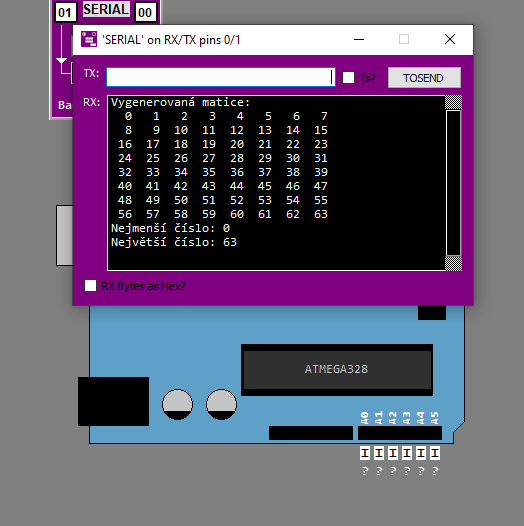 01 SERIAL 00
'SERIAL' on RX/TX pins 0/1
TX:
\s?
TOSEND
RX:
Vygenerovaná matice:
0 1 2 3 4 5 6 7
8 9 10 11 12 13 14 15
16 17 18 19 20 21 22 23
24 25 26 27 28 29 30 31
32 33 34 35 36 37 38 39
40 41 42 43 44 45 46 47
48 49 50 51 52 53 54 55
56 57 58 59 60 61 62 63
Nejmenší číslo: 0
Největší číslo: 63
Ba
RX Bytes as Hex?
ATMEGA328
A0 A1 A2 A3 A4 A5
I I I I I I
? ? ? ? ? ?